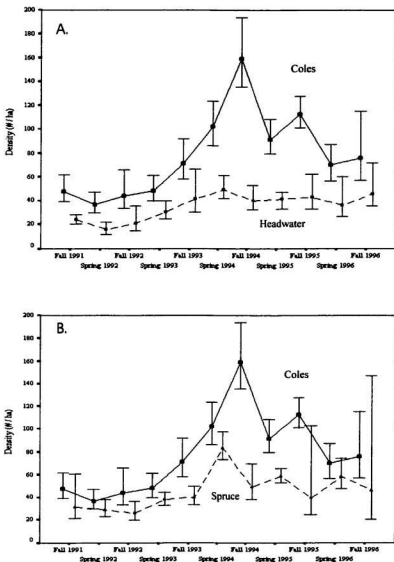 A.
200
180
160
140
120
100
80
60
40
20
0
Density (# / ha)
Coles
Headwater
Fall 1991 Fall 1992 Fall 1993 Fall 1994 Fall 1995 Fall 1996
Spring 1992 Spring 1993 Spring 1994 Spring 1995 Spring 1996
B.
200
180
160
140
120
100
80
60
40
20
0
Density (# / ha)
Coles
Spruce
Fall 1991 Fall 1992 Fall 1993 Fall 1994 Fall 1995 Fall 1996
Spring 1992 Spring 1993 Spring 1994 Spring 1995 Spring 1996